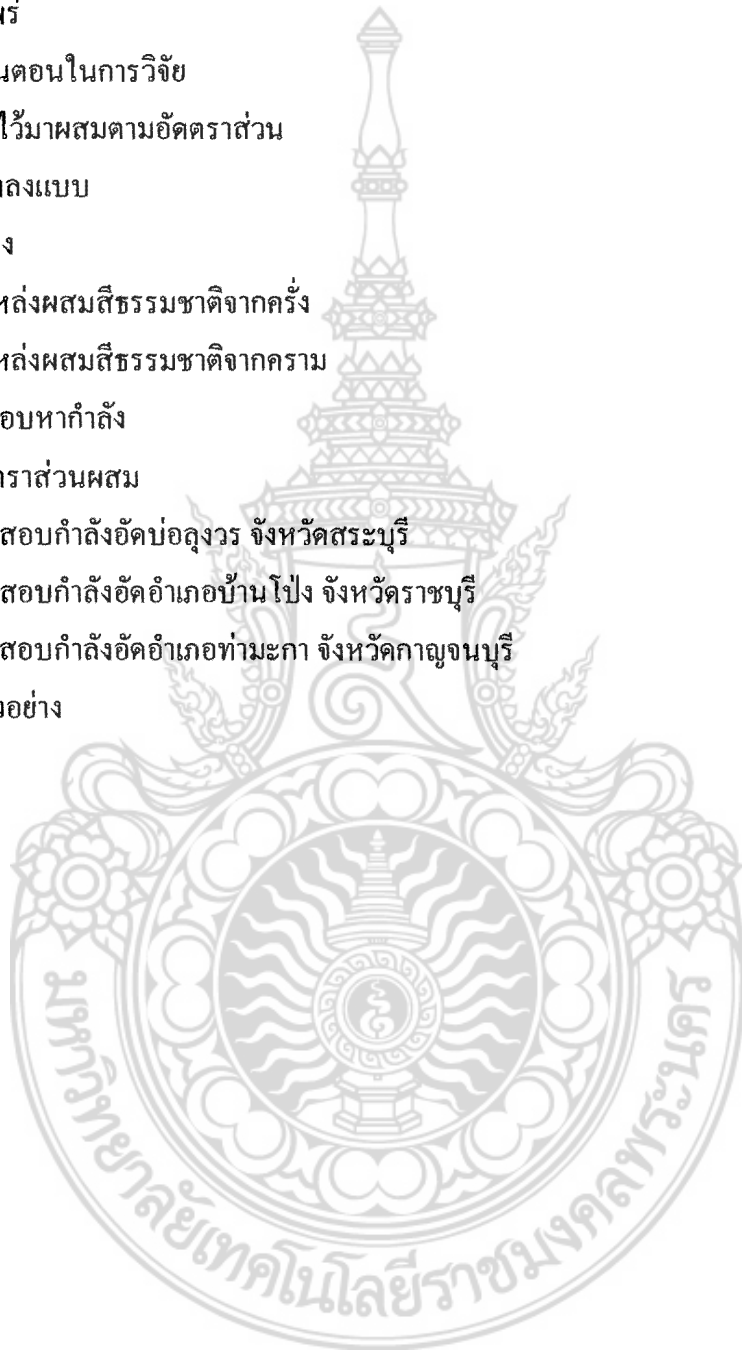 พร่
นตอนในการวิจัย
ไว้มาผสมตามอัดตราส่วน
ลงแบบ
ง
หล่งผสมสีธรรมชาติจากครั่ง
หล่งผสมสีธรรมชาติจากคราม
อบหากำลัง
ราส่วนผสม
สอบกำลังอัดบ่อลุงวร จังหวัดสระบุรี
สอบกำลังอัดอำเภอบ้านโป่ง จังหวัดราชบุรี
สอบกำลังอัดอำเภอท่ามะกา จังหวัดกาญจนบุรี
อย่าง
มหาวิทยาลัยเทคโนโลยีราชมงคลพระนคร